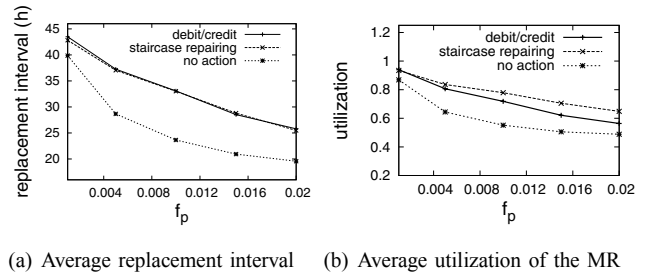 replacement interval (h)
45
40
35
30
25
20
debit/credit
staircase repairing
no action
0.004 0.008 0.012 0.016 0.02
f_p
(a) Average replacement interval
utilization
1.2
1
0.8
0.6
0.4
0.2
debit/credit
staircase repairing
no action
0.004 0.008 0.012 0.016 0.02
f_p
(b) Average utilization of the MR